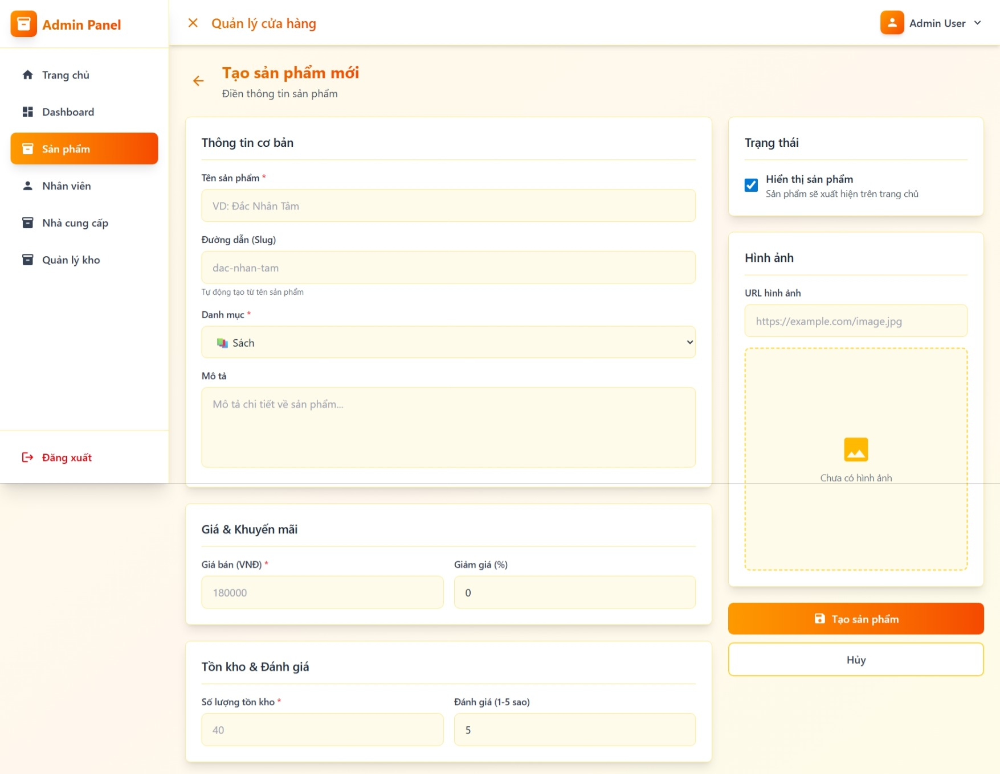 Admin Panel
Trang chủ
Dashboard
Sản phẩm
Nhân viên
Nhà cung cấp
Quản lý kho
Đăng xuất
Quản lý cửa hàng
Admin User
Tạo sản phẩm mới
Điền thông tin sản phẩm
Thông tin cơ bản
Tên sản phẩm *
VD: Đắc Nhân Tâm
Đường dẫn (Slug)
dac-nhan-tam
Tự động tạo từ tên sản phẩm
Danh mục *
Sách
Mô tả
Mô tả chi tiết về sản phẩm...
Giá & Khuyến mãi
Giá bán (VNĐ) *
Giảm giá (%)
180000
0
Tồn kho & Đánh giá
Số lượng tồn kho *
Đánh giá (1-5 sao)
40
5
Trạng thái
Hiển thị sản phẩm
Sản phẩm sẽ xuất hiện trên trang chủ
Hình ảnh
URL hình ảnh
https://example.com/image.jpg
Chưa có hình ảnh
Tạo sản phẩm
Hủy